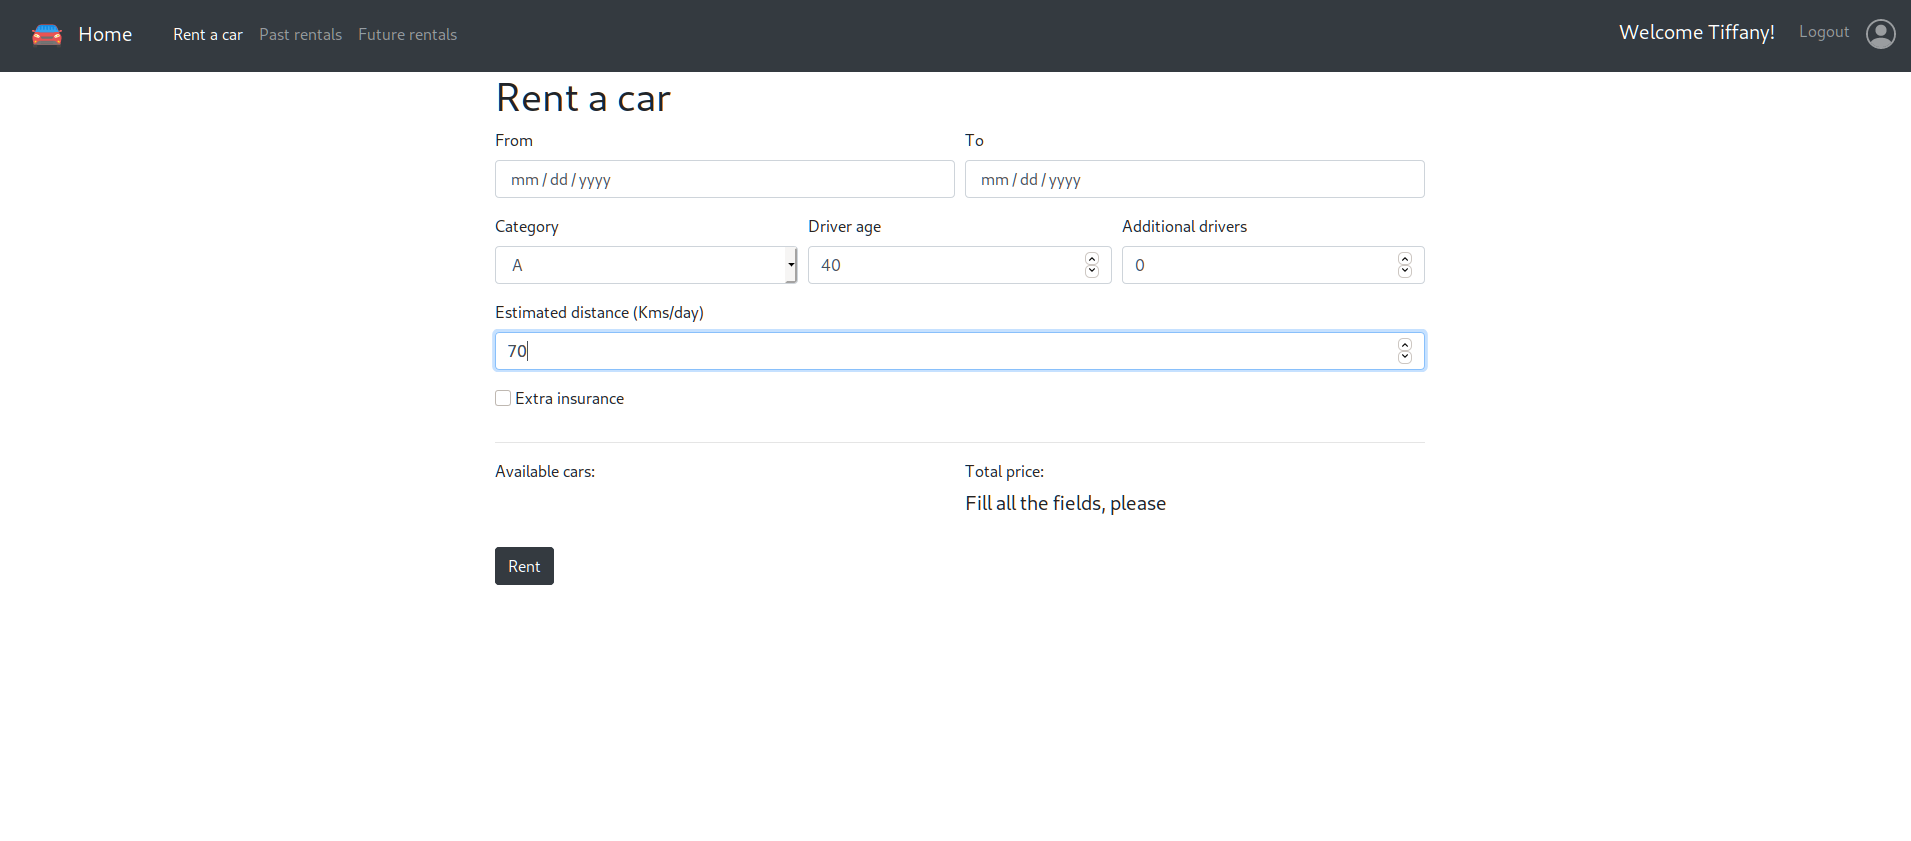 Home Rent a car Past rentals Future rentals Welcome Tiffany! Logout
Rent a car
From To
mm / dd / yyyy mm / dd / yyyy
Category Driver age Additional drivers
A 40 0
Estimated distance (Kms/day)
70
Extra insurance
Available cars: Total price:
Fill all the fields, please
Rent